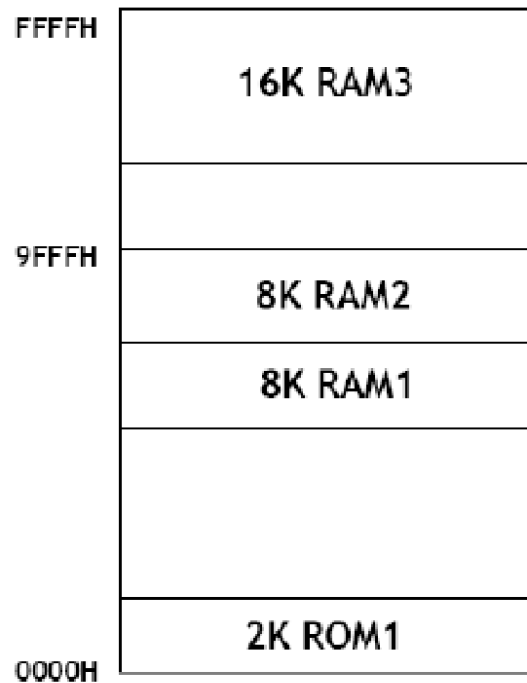 FFFFH
16K RAM3
9FFFH
8K RAM2
8K RAM1
2K ROM1
0000H